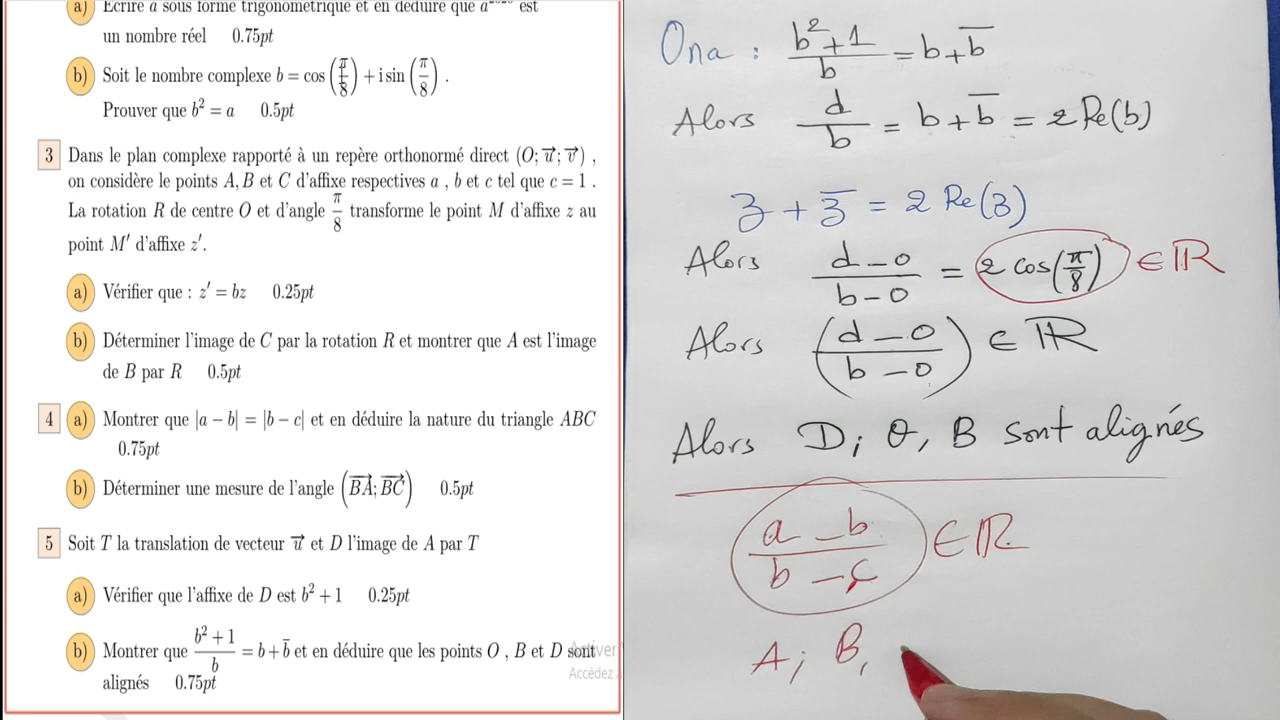 a) Ecrire a sous forme trigonométrique et en déduire que a²⁰²⁰ est
un nombre réel 0.75pt
b) Soit le nombre complexe b = cos(π/8) + i sin(π/8) .
Prouver que b² = a 0.5pt
3 Dans le plan complexe rapporté à un repère orthonormé direct (O; u⃗; v⃗) ,
on considère le points A, B et C d'affixe respectives a , b et c tel que c = 1 .
La rotation R de centre O et d'angle π/8 transforme le point M d'affixe z au
point M′ d'affixe z′.
a) Vérifier que : z′ = bz 0.25pt
b) Déterminer l'image de C par la rotation R et montrer que A est l'image
de B par R 0.5pt
4 a) Montrer que |a − b| = |b − c| et en déduire la nature du triangle ABC
0.75pt
b) Déterminer une mesure de l'angle (BA⃗; BC⃗) 0.5pt
5 Soit T la translation de vecteur u⃗ et D l'image de A par T
a) Vérifier que l'affixe de D est b² + 1 0.25pt
b) Montrer que (b² + 1)/b = b + b̄ et en déduire que les points O , B et D sont
alignés 0.75pt
Activer
Accédez
On a : (b² + 1)/b = b + b̄
Alors d/b = b + b̄ = 2 Re(b)
z + z̄ = 2 Re(z)
Alors (d − 0)/(b − 0) = 2 cos(π/8) ∈ ℝ
Alors ((d − 0)/(b − 0)) ∈ ℝ
Alors D; O, B sont alignés
(a − b)/(b − c) ∈ ℝ
A; B,